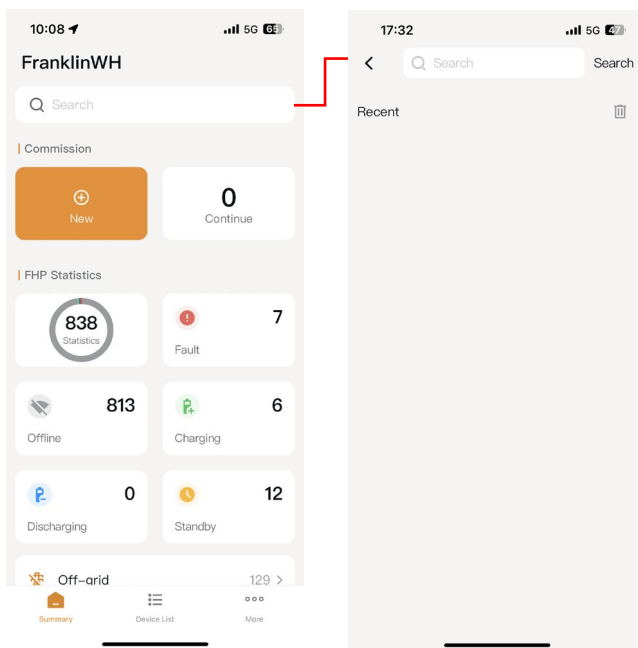 10:08 5G 65
FranklinWH
Search
Commission
New
0
Continue
FHP Statistics
838
Statistics
7
Fault
813
Offline
6
Charging
0
Discharging
12
Standby
Off-grid 129 >
Summary Device List More
17:32 5G 47
Search Search
Recent